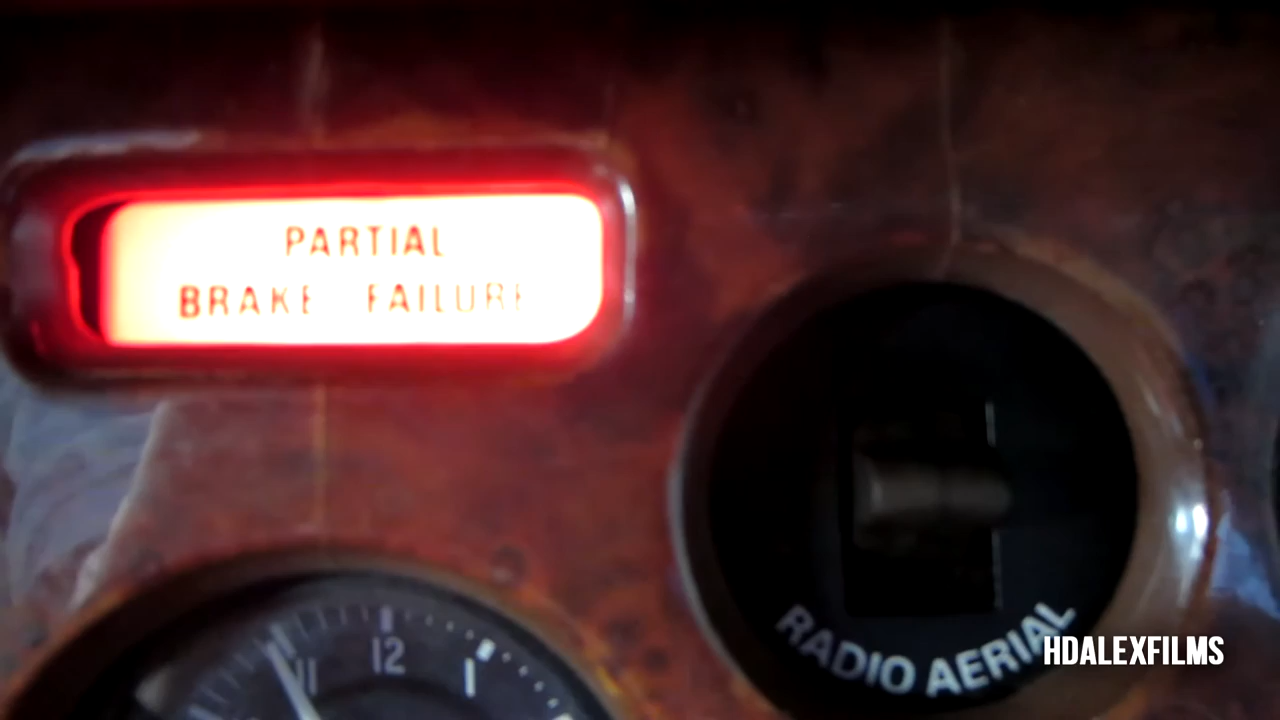 PARTIAL
BRAKE FAILURE
12
11
1
RADIO AERIAL
HDALEXFILMS